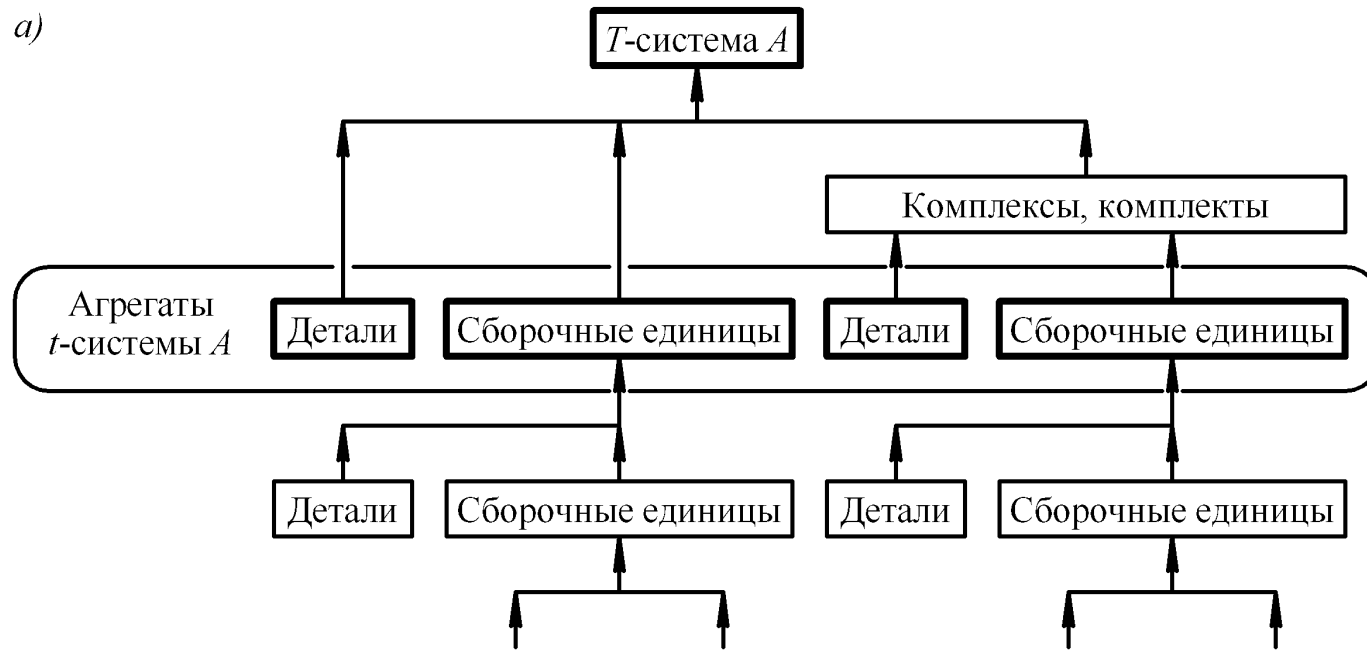 а)
T-система A
Комплексы, комплекты
Агрегаты
t-системы A
Детали
Сборочные единицы
Детали
Сборочные единицы
Детали
Сборочные единицы
Детали
Сборочные единицы